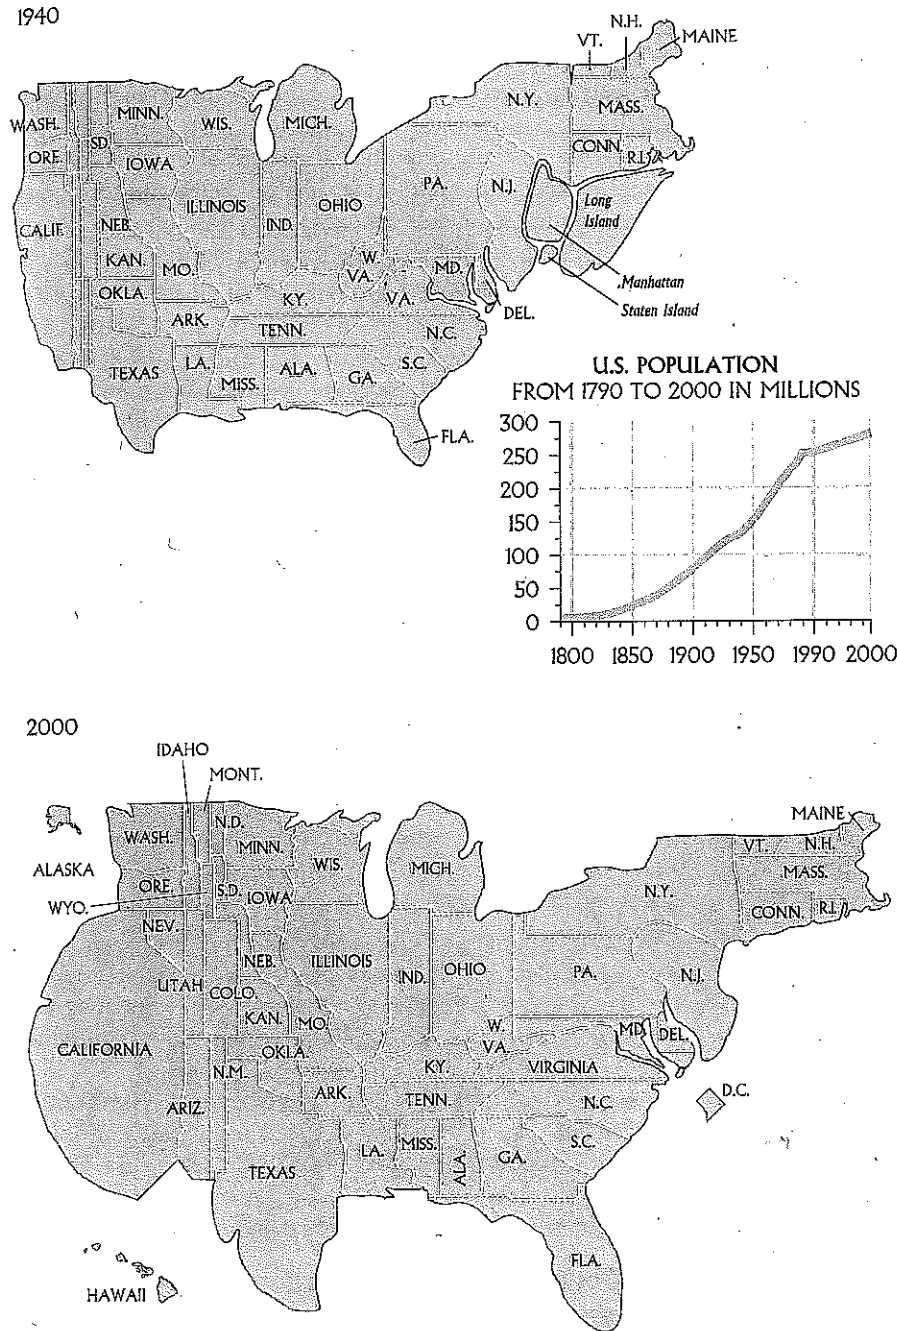 1940
N.H.
VT.
MAINE
N.Y.
MASS.
WASH.
MINN.
WIS.
MICH.
SD.
CONN.
R.I.
ORE.
IOWA
PA.
N.J.
Long
Island
ILLINOIS
IND.
OHIO
CALIF.
NEB.
KAN.
MO.
W.
VA.
MD.
Manhattan
Staten Island
OKLA.
KY.
VA.
DEL.
ARK.
TENN.
N.C.
TEXAS
LA.
MISS.
ALA.
GA.
S.C.
FLA.
U.S. POPULATION
FROM 1790 TO 2000 IN MILLIONS
300
250
200
150
100
50
0
1800 1850 1900 1950 1990 2000
2000
IDAHO
MONT.
MAINE
ALASKA
WASH.
N.D.
MINN.
WIS.
MICH.
VT.
N.H.
MASS.
N.Y.
ORE.
WYO.
S.D.
IOWA
CONN.
R.I.
NEV.
NEB.
ILLINOIS
IND.
OHIO
PA.
N.J.
UTAH
COLO.
KAN.
MO.
W.
VA.
MD.
DEL.
CALIFORNIA
OKLA.
KY.
VIRGINIA
N.M.
ARK.
TENN.
N.C.
D.C.
ARIZ.
S.C.
TEXAS
LA.
MISS.
ALA.
GA.
FLA.
HAWAII